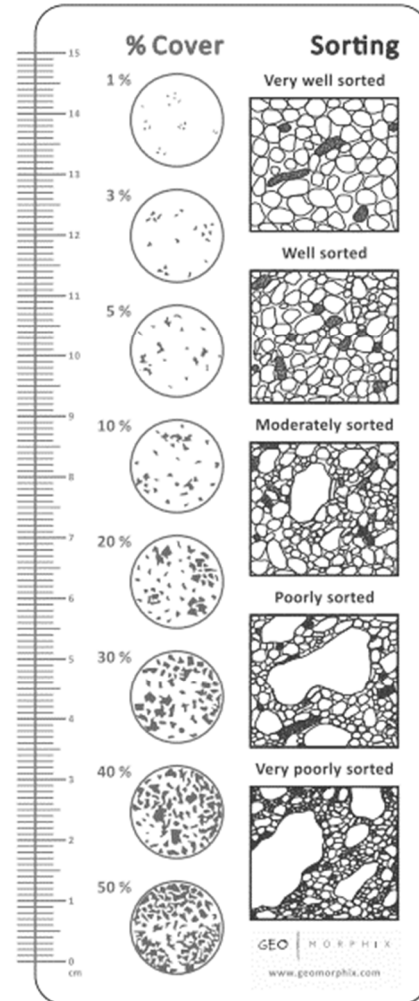 % Cover
Sorting
15
14
13
12
11
10
9
8
7
6
5
4
3
2
1
0
cm
1 %
3 %
5 %
10 %
20 %
30 %
40 %
50 %
Very well sorted
Well sorted
Moderately sorted
Poorly sorted
Very poorly sorted
GEO | MORPHIX
www.geomorphix.com